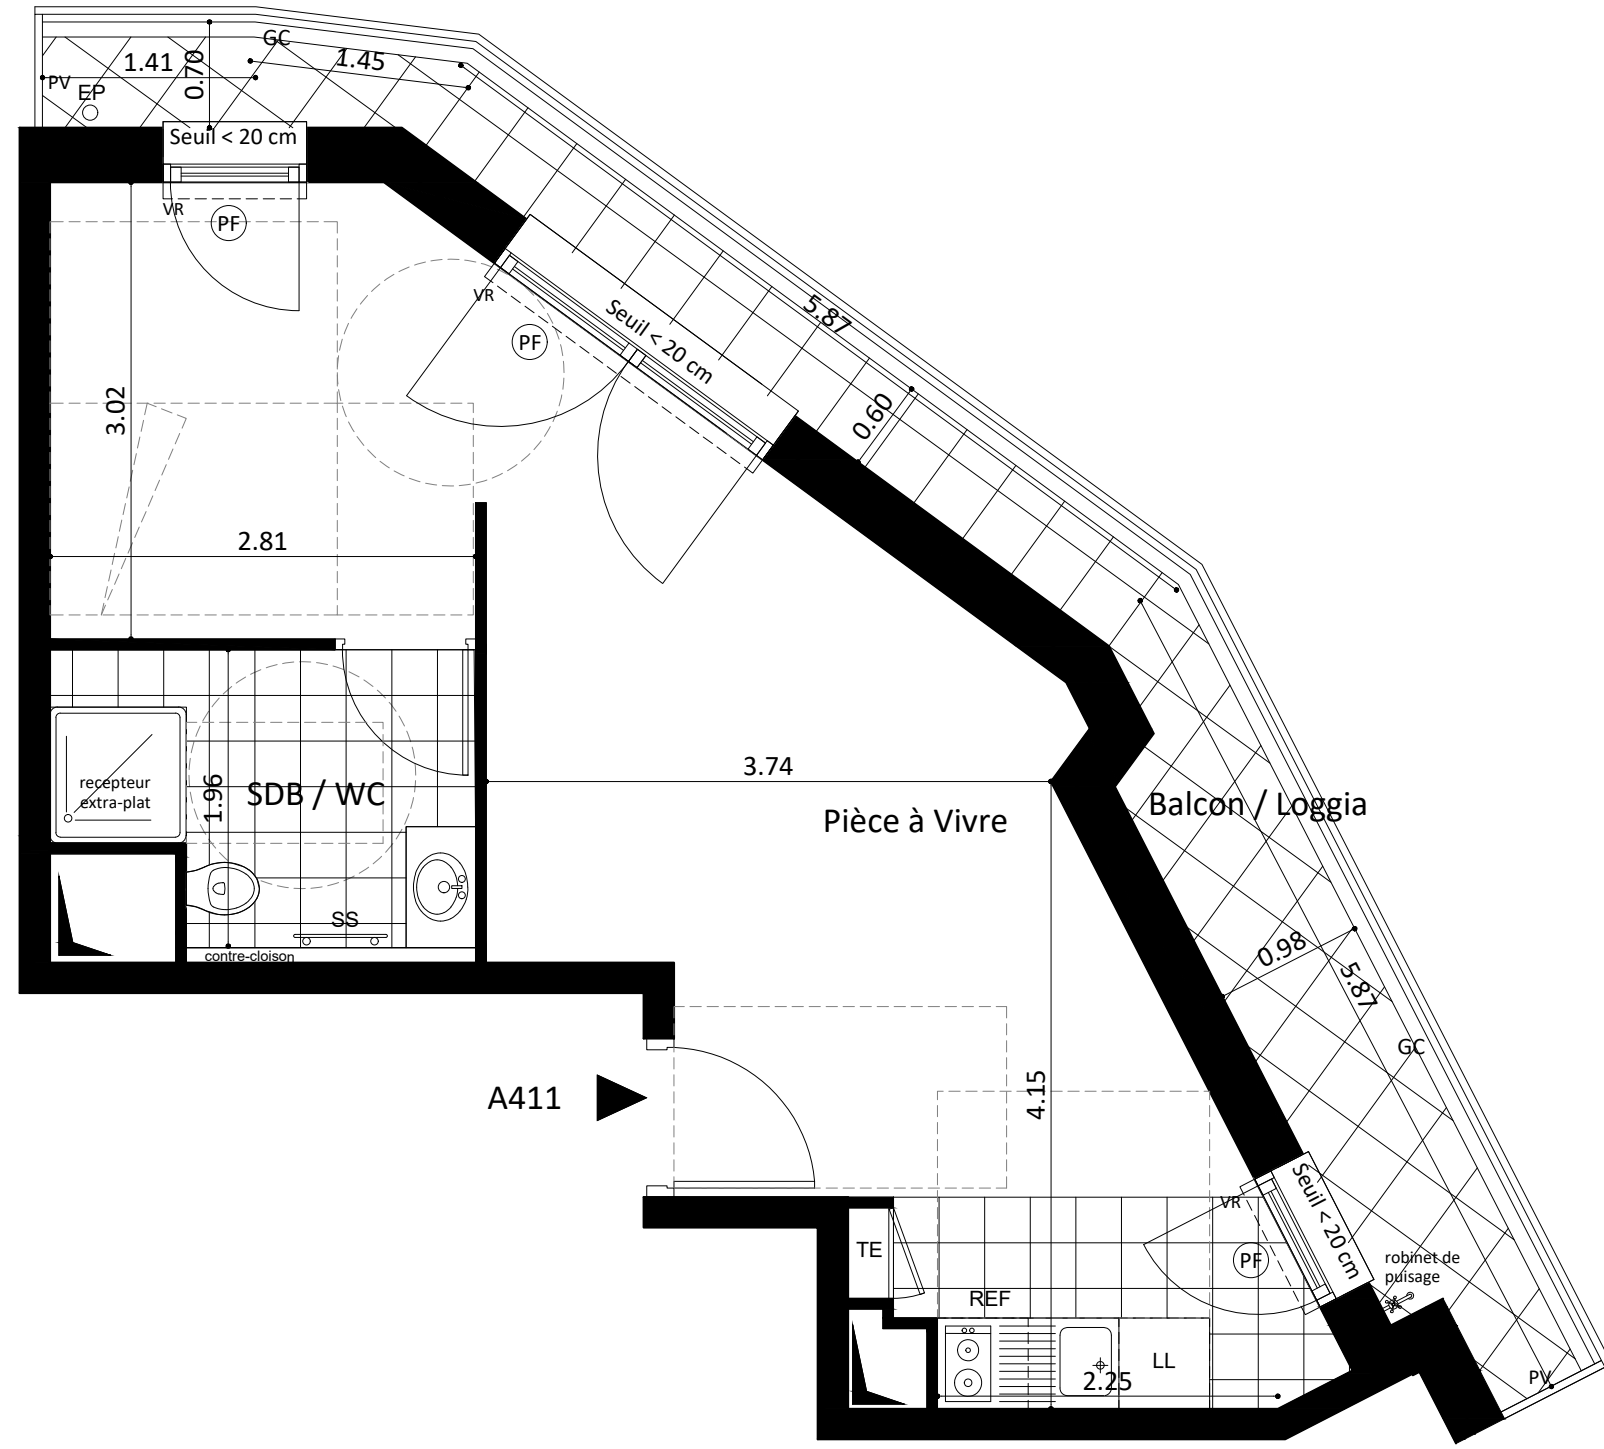 GC
1.41
0.70
1.45
PV
EP
Seuil < 20 cm
VR
PF
VR
PF
Seuil < 20 cm
5.87
0.60
3.02
2.81
3.74
Pièce à Vivre
Balcon / Loggia
recepteur
extra-plat
1.96
SDB / WC
SS
contre-cloison
0.98
5.87
GC
A411
4.15
VR
PF
Seuil < 20 cm
robinet de
puisage
TE
REF
LL
2.25
PV